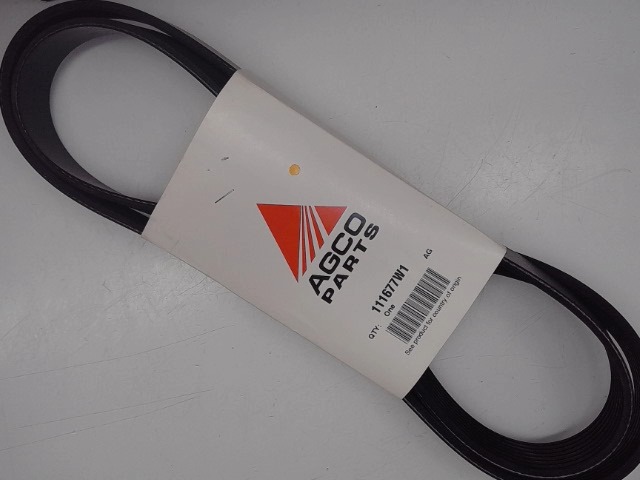 AGCO
PARTS
111677W1 AG
QTY: One
See product for country of origin